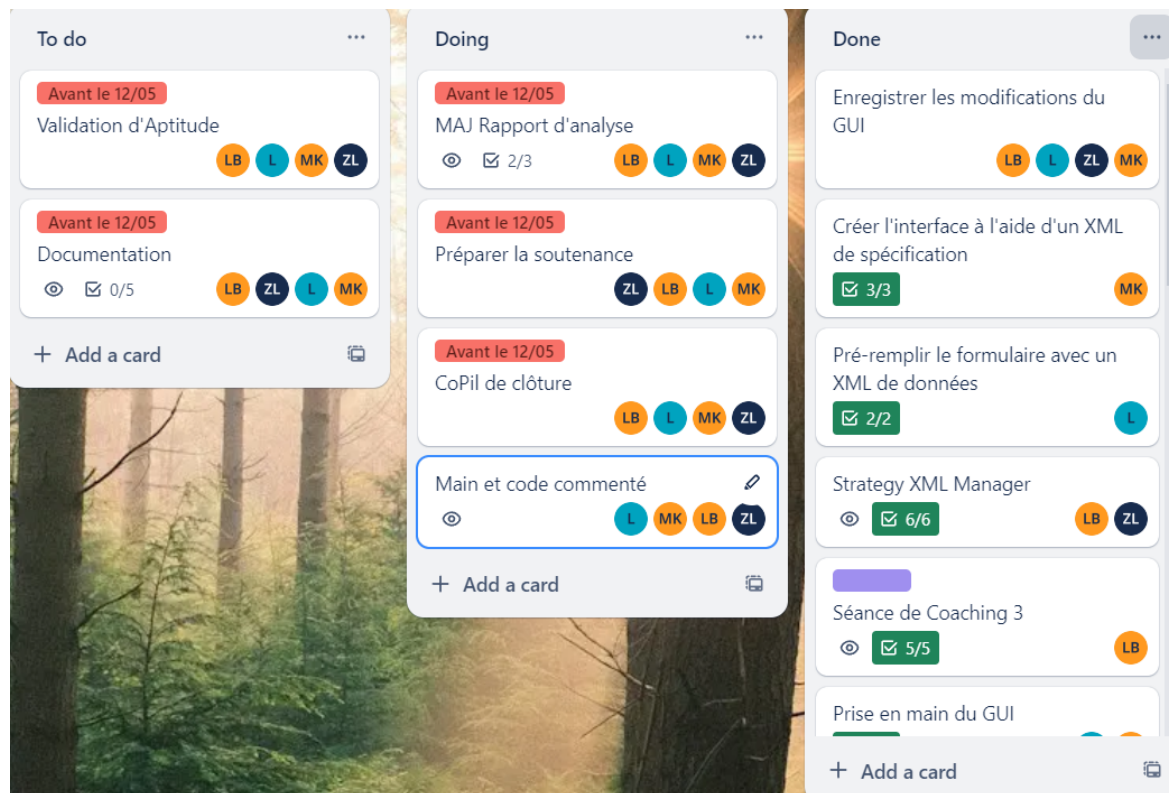 To do
Avant le 12/05
Validation d'Aptitude
LB L MK ZL
Avant le 12/05
Documentation
0/5 LB ZL L MK
+ Add a card
Doing
Avant le 12/05
MAJ Rapport d'analyse
2/3 LB L MK ZL
Avant le 12/05
Préparer la soutenance
ZL LB L MK
Avant le 12/05
CoPil de clôture
LB L MK ZL
Main et code commenté
L MK LB ZL
+ Add a card
Done
Enregistrer les modifications du
GUI
LB L ZL MK
Créer l'interface à l'aide d'un XML
de spécification
3/3 MK
Pré-remplir le formulaire avec un
XML de données
2/2 L
Strategy XML Manager
6/6 LB ZL
Séance de Coaching 3
5/5 LB
Prise en main du GUI
+ Add a card